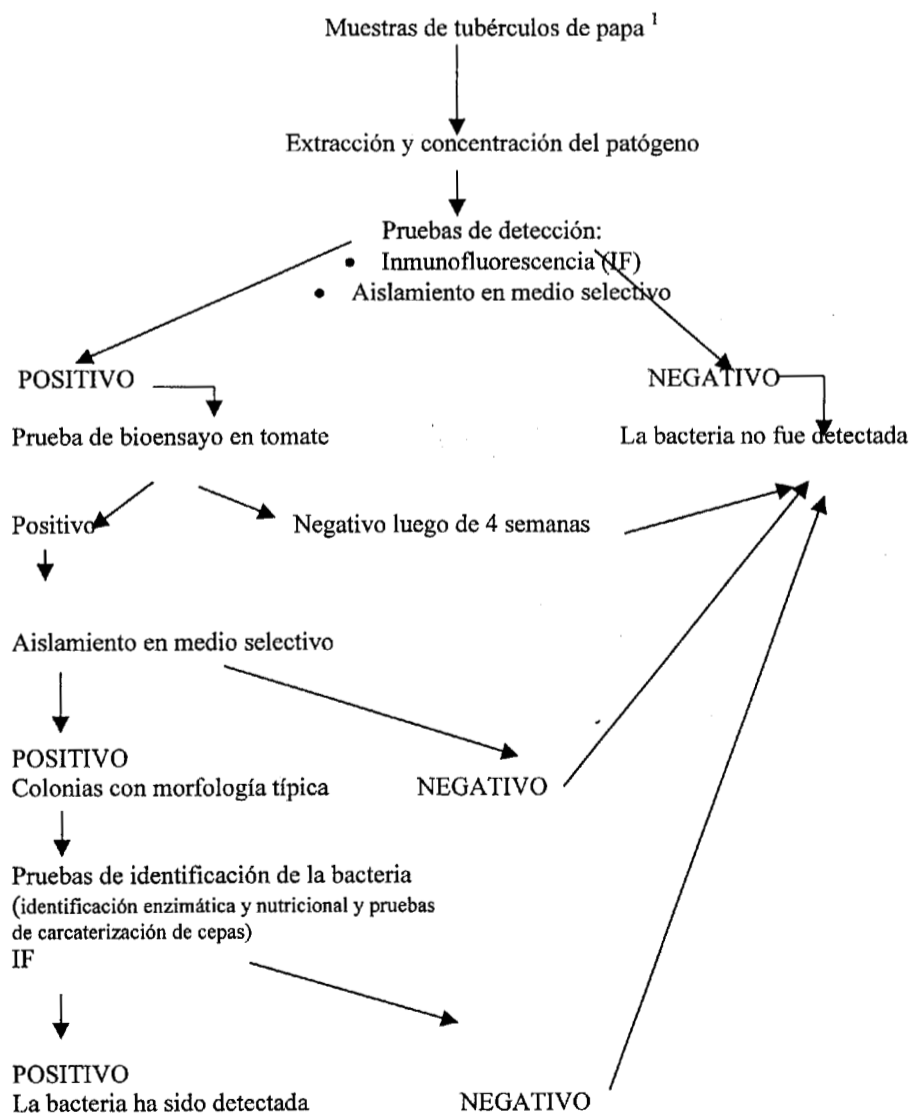 Muestras de tubérculos de papa ¹
Extracción y concentración del patógeno
Pruebas de detección:
• Inmunofluorescencia (IF)
• Aislamiento en medio selectivo
POSITIVO
NEGATIVO
Prueba de bioensayo en tomate
La bacteria no fue detectada
Positivo
Negativo luego de 4 semanas
Aislamiento en medio selectivo
POSITIVO
Colonias con morfología típica
NEGATIVO
Pruebas de identificación de la bacteria
(identificación enzimática y nutricional y pruebas
de carcaterización de cepas)
IF
POSITIVO
La bacteria ha sido detectada
NEGATIVO